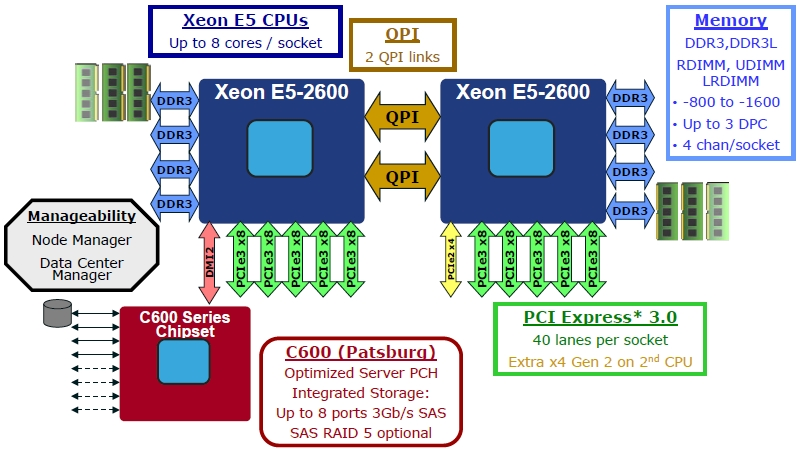 Xeon E5 CPUs
Up to 8 cores / socket
QPI
2 QPI links
Memory
DDR3,DDR3L
RDIMM, UDIMM
LRDIMM
• -800 to -1600
• Up to 3 DPC
• 4 chan/socket
Xeon E5-2600
Xeon E5-2600
DDR3
DDR3
DDR3
DDR3
QPI
QPI
DDR3
DDR3
DDR3
DDR3
Manageability
Node Manager
Data Center
Manager
DMI2
PCIe3 x8
PCIe3 x8
PCIe3 x8
PCIe3 x8
PCIe3 x8
PCIe2 x4
PCIe3 x8
PCIe3 x8
PCIe3 x8
PCIe3 x8
PCIe3 x8
C600 Series
Chipset
C600 (Patsburg)
Optimized Server PCH
Integrated Storage:
Up to 8 ports 3Gb/s SAS
SAS RAID 5 optional
PCI Express* 3.0
40 lanes per socket
Extra x4 Gen 2 on 2nd CPU